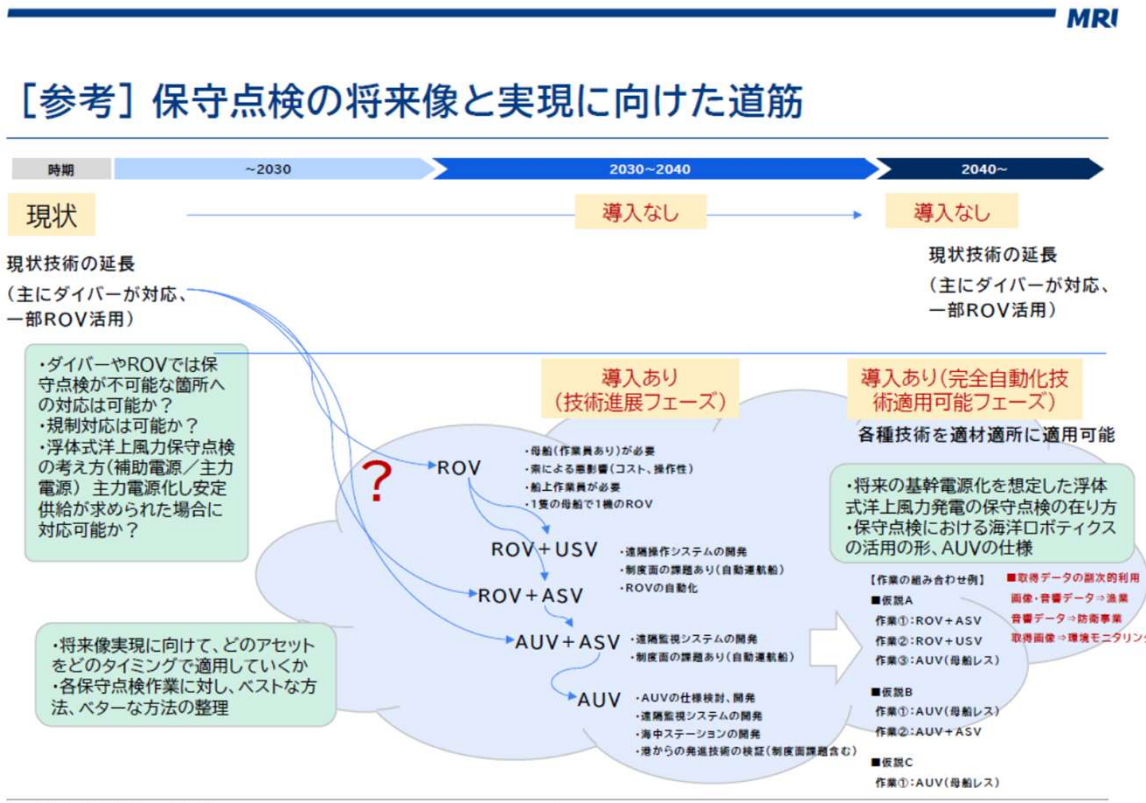 MRI
［参考］保守点検の将来像と実現に向けた道筋
時期
～2030
2030～2040
2040～
現状
導入なし
導入なし
現状技術の延長
（主にダイバーが対応、
一部ROV活用）
現状技術の延長
（主にダイバーが対応、
一部ROV活用）
・ダイバーやROVでは保
守点検が不可能な箇所へ
の対応は可能か？
・規制対応は可能か？
・浮体式洋上風力保守点検
の考え方（補助電源／主力
電源） 主力電源化し安定
供給が求められた場合に
対応可能か？
・将来像実現に向けて、どのアセット
をどのタイミングで適用していくか
・各保守点検作業に対し、ベストな方
法、ベターな方法の整理
導入あり
（技術進展フェーズ）
?
ROV
・母船（作業員あり）が必要
・索による悪影響（コスト、操作性）
・船上作業員が必要
・1隻の母船で1機のROV
ROV+USV
・遠隔操作システムの開発
・制度面の課題あり（自動運航船）
・ROVの自動化
ROV+ASV
AUV+ASV
・遠隔監視システムの開発
・制度面の課題あり（自動運航船）
AUV
・AUVの仕様検討、開発
・遠隔監視システムの開発
・海中ステーションの開発
・港からの発進技術の検証（制度面課題含む）
導入あり（完全自動化技
術適用可能フェーズ）
各種技術を適材適所に適用可能
・将来の基幹電源化を想定した浮体
式洋上風力発電の保守点検の在り方
・保守点検における海洋ロボティクス
の活用の形、AUVの仕様
【作業の組み合わせ例】
■仮説A
作業①：ROV+ASV
作業②：ROV+USV
作業③：AUV（母船レス）
■仮説B
作業①：AUV（母船レス）
作業②：AUV+ASV
■仮説C
作業①：AUV（母船レス）
■取得データの副次的利用
画像・音響データ⇒漁業
音響データ⇒防衛事業
取得画像⇒環境モニタリング